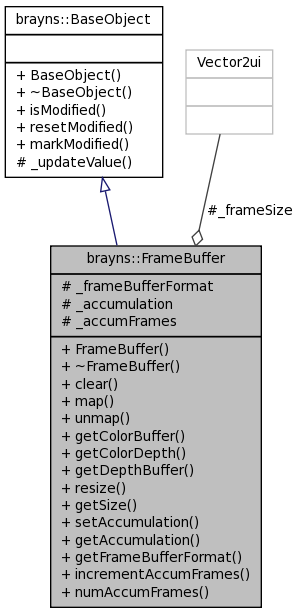 brayns::BaseObject
+ BaseObject()
+ ~BaseObject()
+ isModified()
+ resetModified()
+ markModified()
# _updateValue()
Vector2ui
#_frameSize
brayns::FrameBuffer
# _frameBufferFormat
# _accumulation
# _accumFrames
+ FrameBuffer()
+ ~FrameBuffer()
+ clear()
+ map()
+ unmap()
+ getColorBuffer()
+ getColorDepth()
+ getDepthBuffer()
+ resize()
+ getSize()
+ setAccumulation()
+ getAccumulation()
+ getFrameBufferFormat()
+ incrementAccumFrames()
+ numAccumFrames()